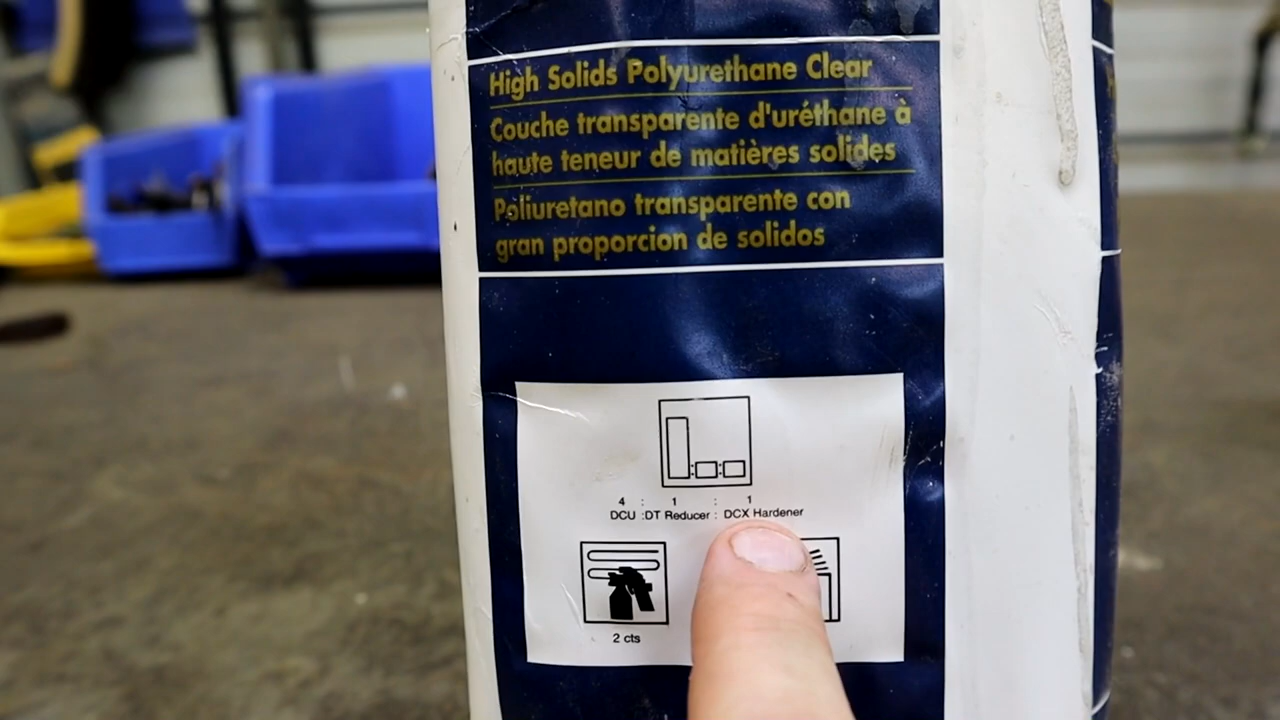 High Solids Polyurethane Clear
Couche transparente d'uréthane à
haute teneur de matières solides
Poliuretano transparente con
gran proporcion de solidos
4 : 1 : 1
DCU :DT Reducer : DCX Hardener
2 cts